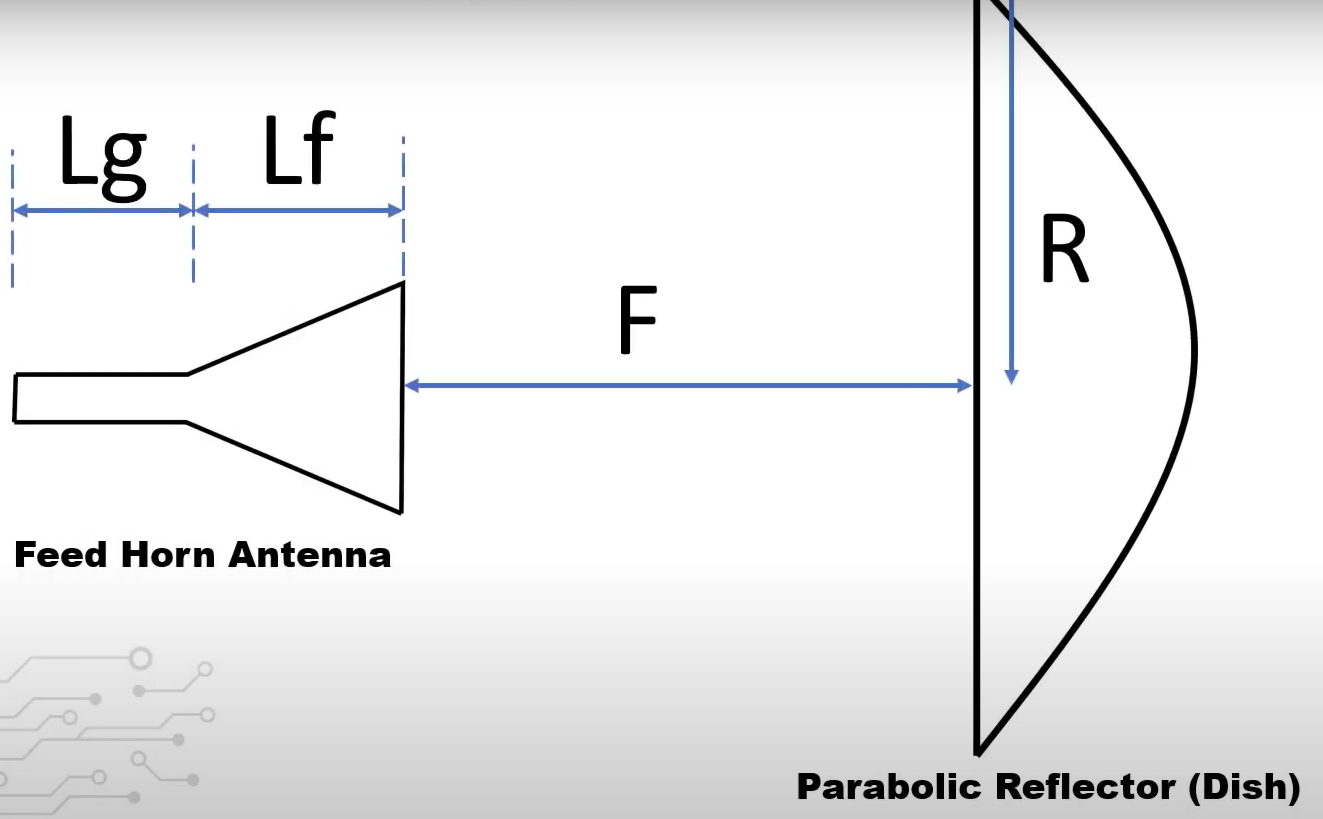 Lg
Lf
F
R
Feed Horn Antenna
Parabolic Reflector (Dish)